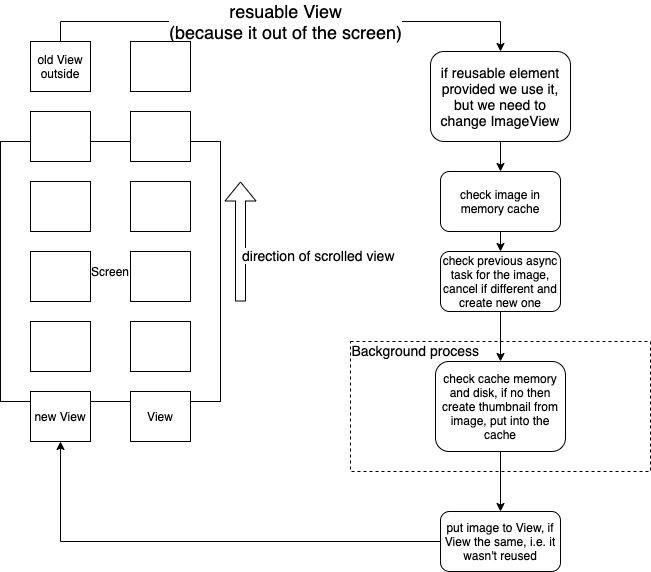 resuable View
(because it out of the screen)
old View
outside
if reusable element
provided we use it,
but we need to
change ImageView
check image in
memory cache
direction of scrolled view
Screen
check previous async
task for the image,
cancel if different and
create new one
Background process
check cache memory
and disk, if no then
create thumbnail from
image, put into the
cache
new View
View
put image to View, if
View the same, i.e. it
wasn't reused